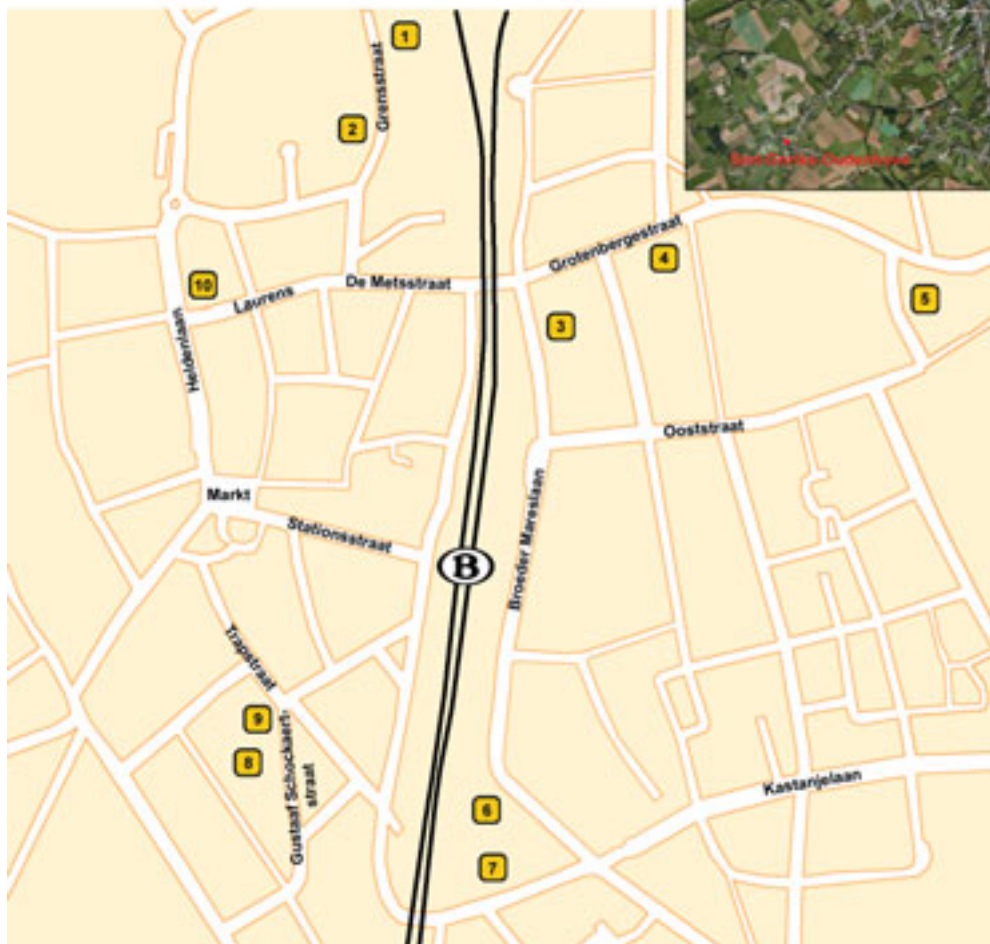 1
Grensstraat
2
Grotenbergestraat
4
10
Laurens
De Metsstraat
5
3
Heldenlaan
Ooststraat
Markt
Stationsstraat
Broeder Mareslaan
B
Trapstraat
9
8
Gustaaf Schockaert-
straat
Kastanjelaan
6
7